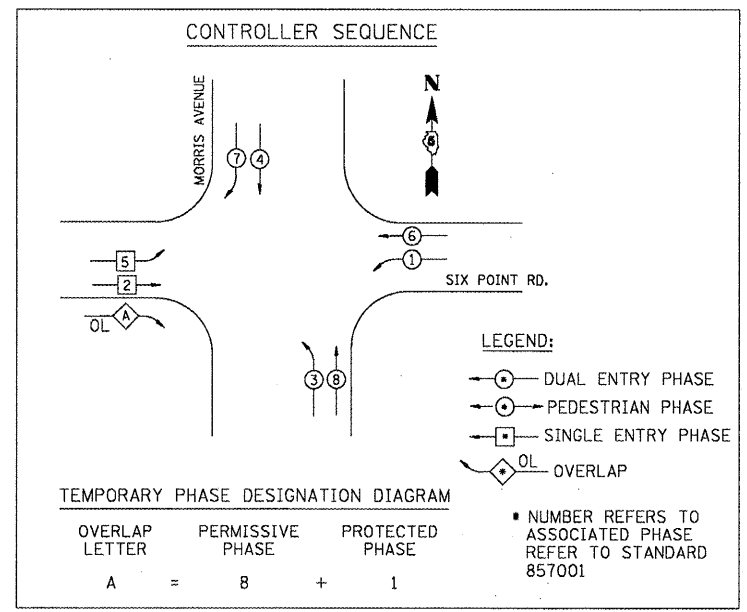 CONTROLLER SEQUENCE
MORRIS AVENUE
N
7 4
6
1
5
2
A
OL
SIX POINT RD.
3 8
LEGEND:
* DUAL ENTRY PHASE
* PEDESTRIAN PHASE
* SINGLE ENTRY PHASE
* OL OVERLAP
TEMPORARY PHASE DESIGNATION DIAGRAM
OVERLAP LETTER PERMISSIVE PHASE PROTECTED PHASE
A = 8 + 1
* NUMBER REFERS TO
ASSOCIATED PHASE
REFER TO STANDARD
857001